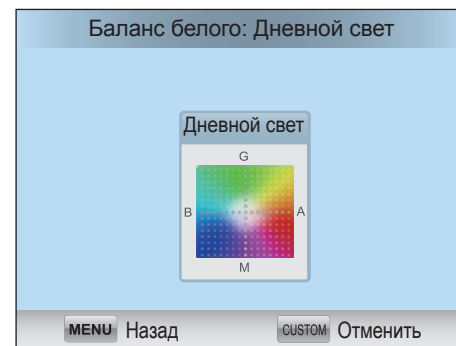 Баланс белого: Дневной свет
Дневной свет
G
B A
M
MENU Назад CUSTOM Отменить